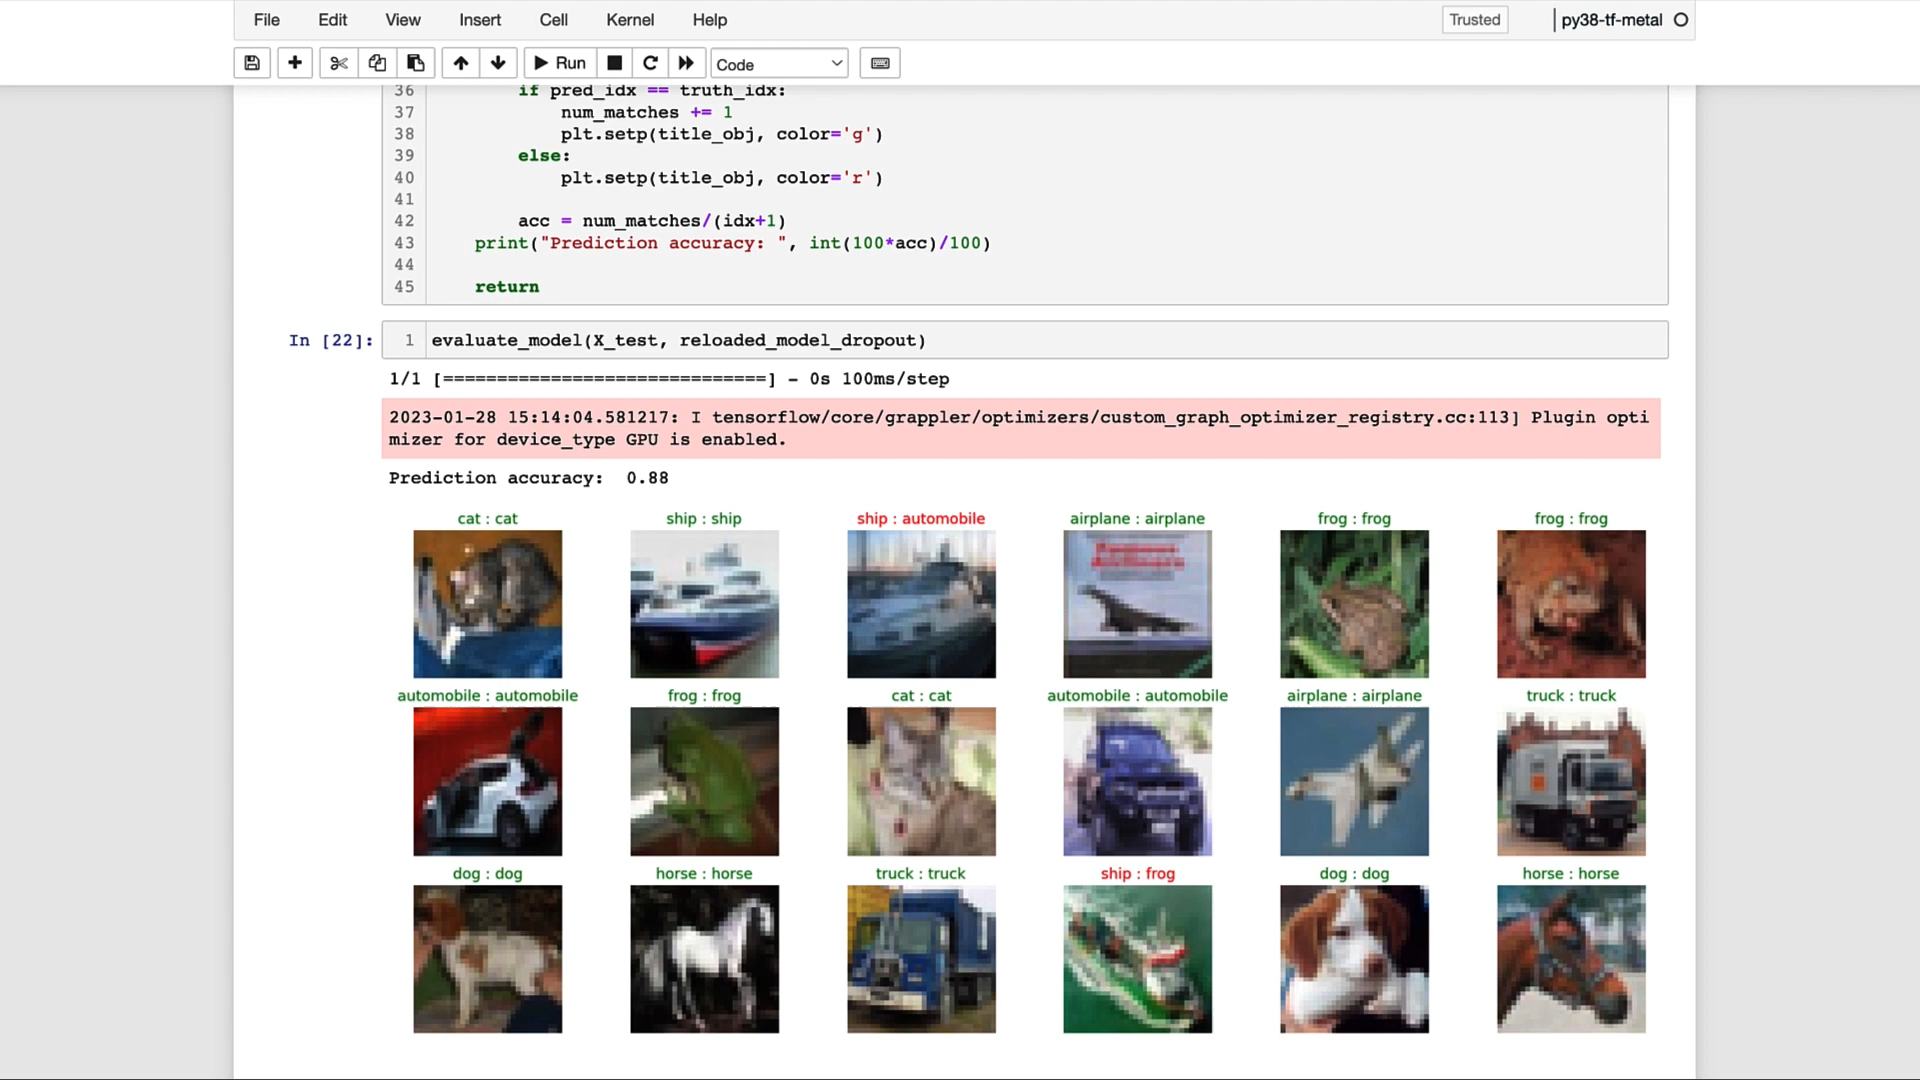 File Edit View Insert Cell Kernel Help Trusted py38-tf-metal
Run Code
36 if pred_idx == truth_idx:
37 num_matches += 1
38 plt.setp(title_obj, color='g')
39 else:
40 plt.setp(title_obj, color='r')
41
42 acc = num_matches/(idx+1)
43 print("Prediction accuracy: ", int(100*acc)/100)
44
45 return
In [22]: 1 evaluate_model(X_test, reloaded_model_dropout)
1/1 [==============================] - 0s 100ms/step
2023-01-28 15:14:04.581217: I tensorflow/core/grappler/optimizers/custom_graph_optimizer_registry.cc:113] Plugin opti
mizer for device_type GPU is enabled.
Prediction accuracy:  0.88
cat : cat ship : ship ship : automobile airplane : airplane frog : frog frog : frog
automobile : automobile frog : frog cat : cat automobile : automobile airplane : airplane truck : truck
dog : dog horse : horse truck : truck ship : frog dog : dog horse : horse